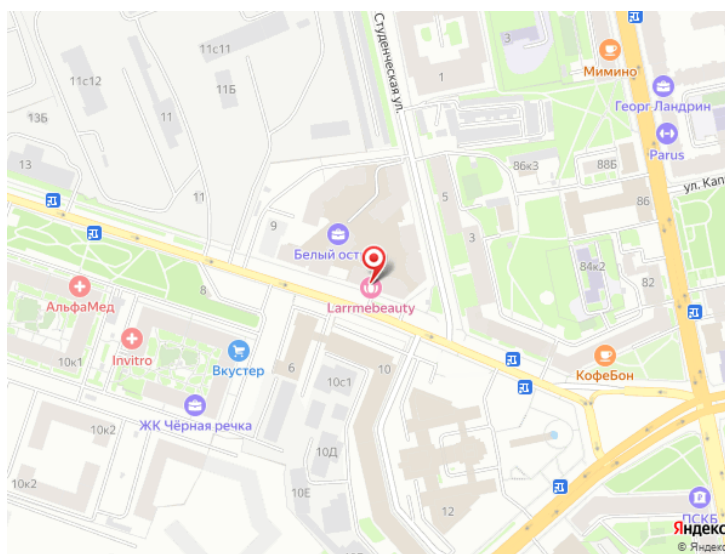 3
11с11
Студенческая ул.
1
Мимино
11с12
11Б
Георг Ландрин
13Б
11
Parus
13
86к3
88Б
ул. Кап
11
5
86
9
3
Белый ост
82
84к2
8
АльфаМед
Larrmebeauty
Invitro
10к1
Вкустер
6
10
КофеБон
10с1
ЖК Чёрная речка
10к2
10Д
10к2
10Е
12
ПСКБ
Яндекс
© Яндекс